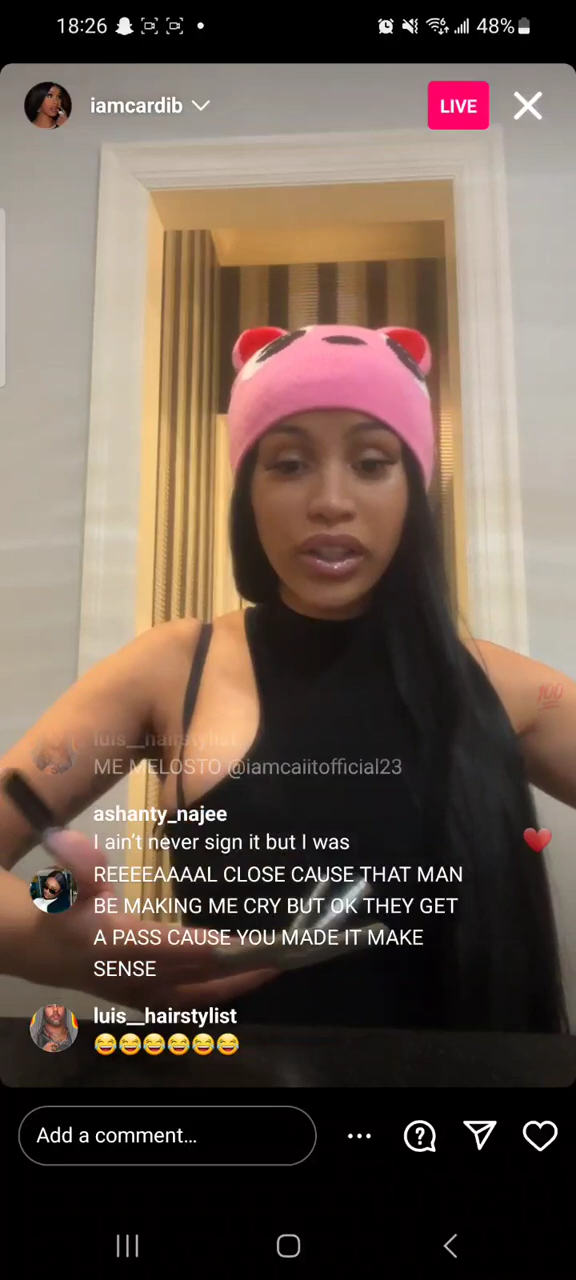 18:26
48%
iamcardib
LIVE
100
luis__hairstylist
ME MELOSTO @iamcaiitofficial23
ashanty_najee
I ain't never sign it but I was
REEEEAAAAL CLOSE CAUSE THAT MAN
BE MAKING ME CRY BUT OK THEY GET
A PASS CAUSE YOU MADE IT MAKE
SENSE
luis__hairstylist
😂😂😂😂😂😂
Add a comment...